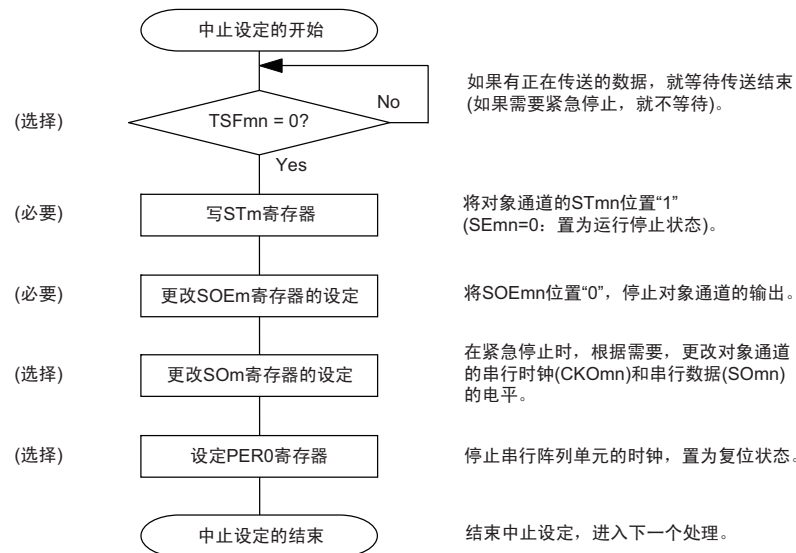 中止设定的开始
如果有正在传送的数据，就等待传送结束
(如果需要紧急停止，就不等待)。
No
(选择)
TSFmn = 0?
Yes
(必要)
写STm寄存器
将对象通道的STmn位置“1”
(SEmn=0：置为运行停止状态)。
(必要)
更改SOEm寄存器的设定
将SOEmn位置“0”，停止对象通道的输出。
(选择)
更改SOm寄存器的设定
在紧急停止时，根据需要，更改对象通道
的串行时钟(CKOmn)和串行数据(SOmn)
的电平。
(选择)
设定PER0寄存器
停止串行阵列单元的时钟，置为复位状态。
中止设定的结束
结束中止设定，进入下一个处理。